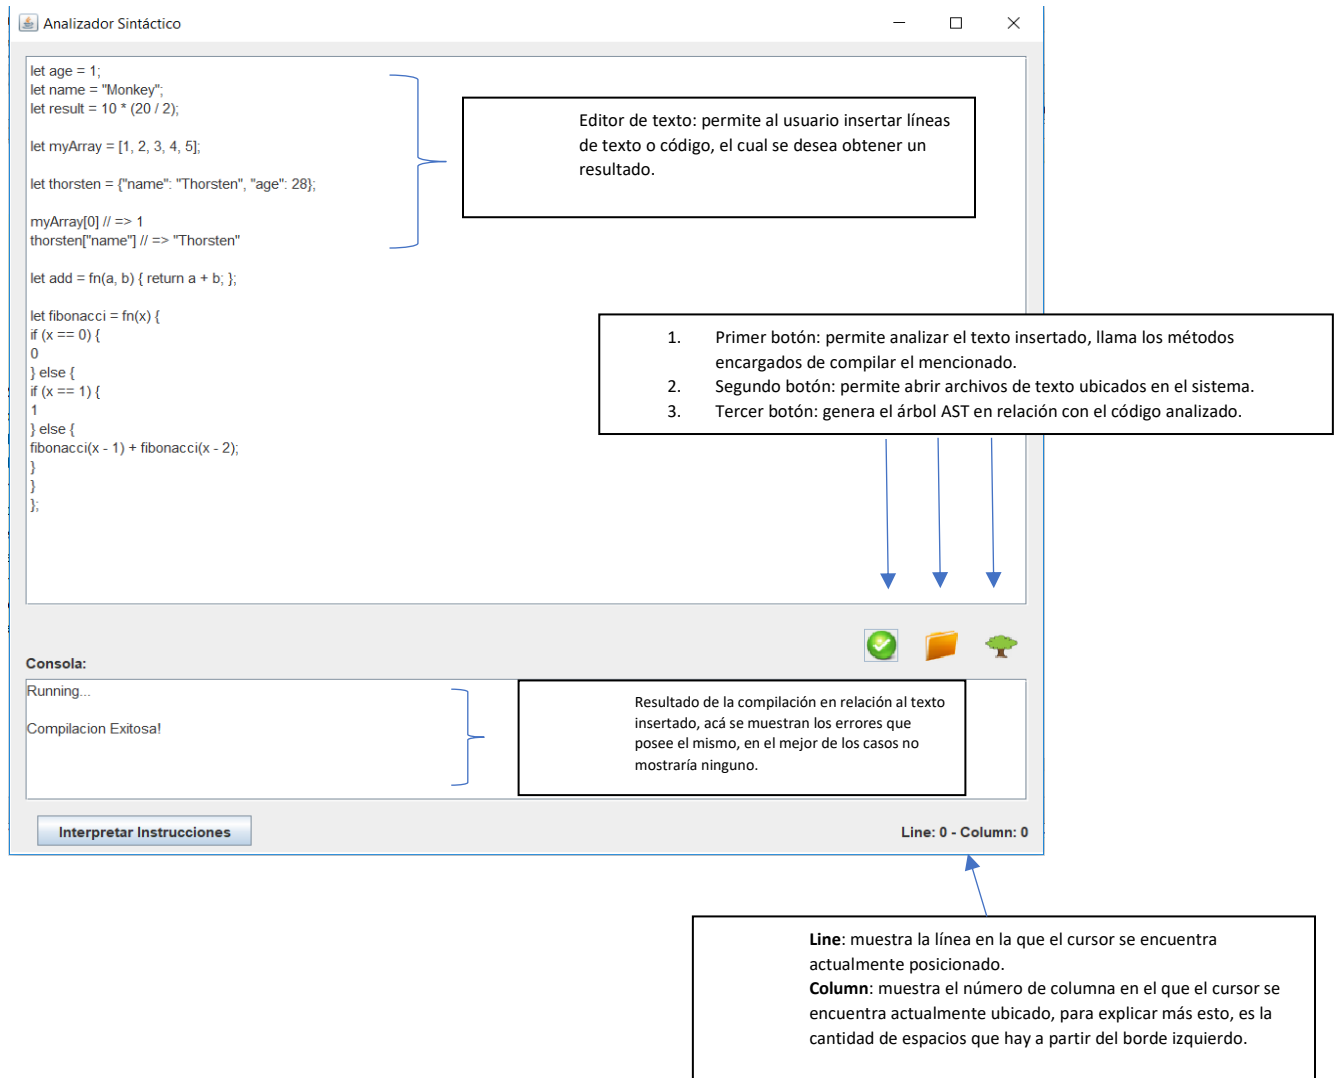 Analizador Sintáctico
let age = 1;
let name = "Monkey";
let result = 10 * (20 / 2);
let myArray = [1, 2, 3, 4, 5];
let thorsten = {"name": "Thorsten", "age": 28};
myArray[0] // => 1
thorsten["name"] // => "Thorsten"
let add = fn(a, b) { return a + b; };
let fibonacci = fn(x) {
if (x == 0) {
0
} else {
if (x == 1) {
1
} else {
fibonacci(x - 1) + fibonacci(x - 2);
}
}
};
Editor de texto: permite al usuario insertar líneas
de texto o código, el cual se desea obtener un
resultado.
1. Primer botón: permite analizar el texto insertado, llama los métodos
encargados de compilar el mencionado.
2. Segundo botón: permite abrir archivos de texto ubicados en el sistema.
3. Tercer botón: genera el árbol AST en relación con el código analizado.
Consola:
Running...
Compilacion Exitosa!
Resultado de la compilación en relación al texto
insertado, acá se muestran los errores que
posee el mismo, en el mejor de los casos no
mostraría ninguno.
Interpretar Instrucciones
Line: 0 - Column: 0
Line: muestra la línea en la que el cursor se encuentra
actualmente posicionado.
Column: muestra el número de columna en el que el cursor se
encuentra actualmente ubicado, para explicar más esto, es la
cantidad de espacios que hay a partir del borde izquierdo.